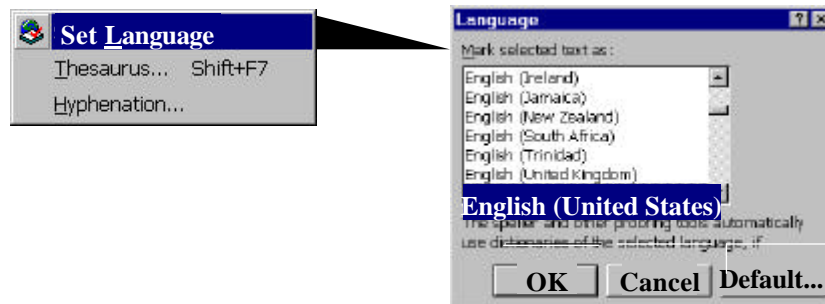 Set Language
Thesaurus... Shift+F7
Hyphenation...
Language
Mark selected text as:
English (Ireland)
English (Jamaica)
English (New Zealand)
English (South Africa)
English (Trinidad)
English (United Kingdom)
English (United States)
The speller and other proofing tools automatically
use dictionaries of the selected language, if
OK Cancel Default...